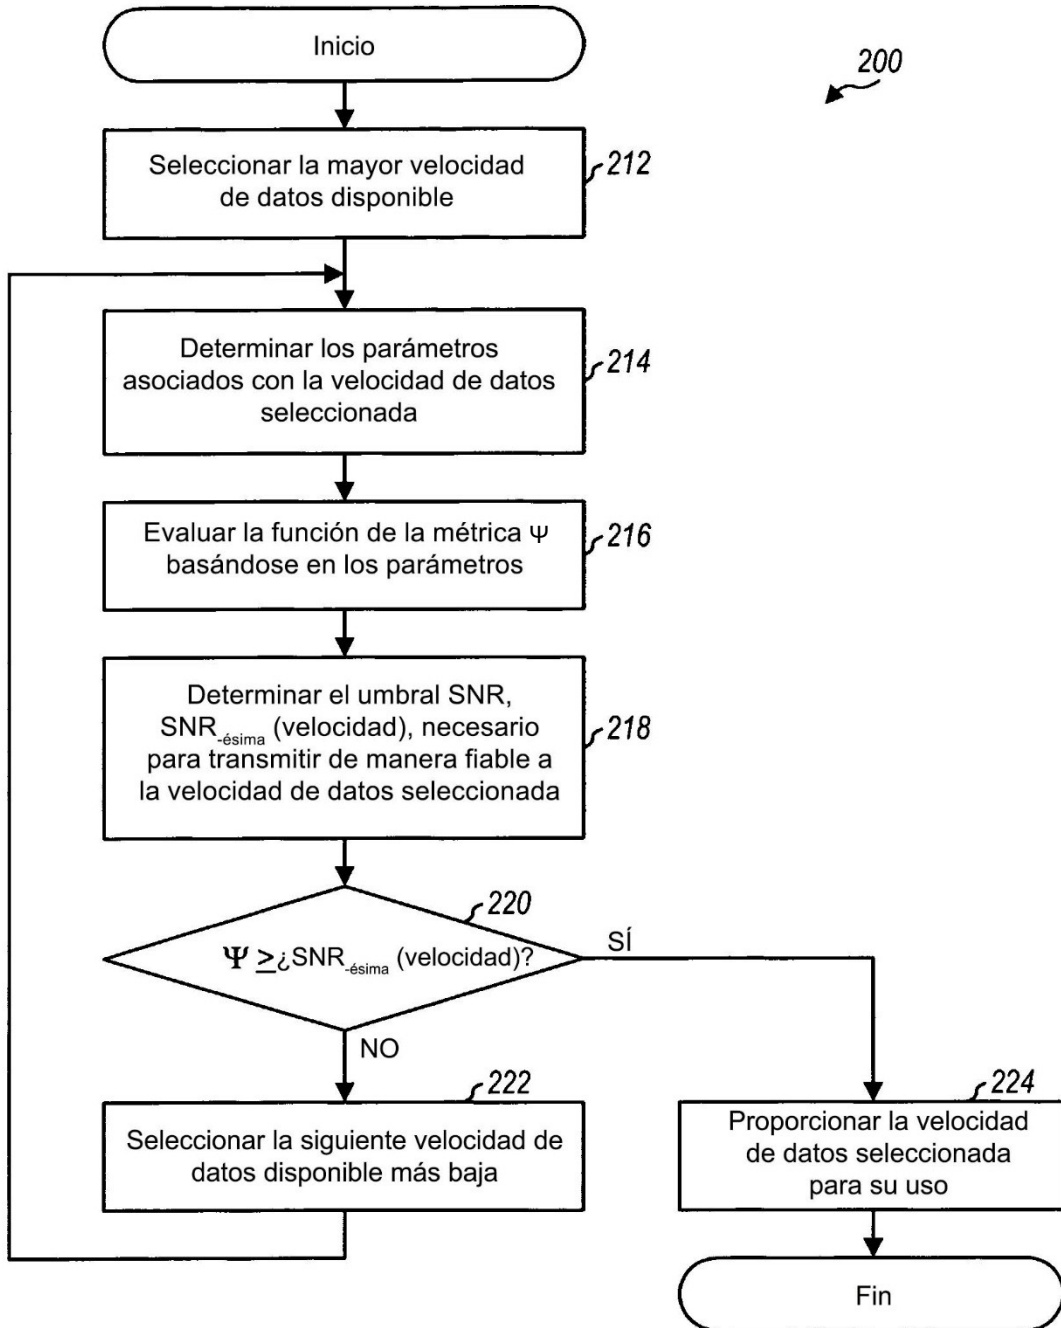 Inicio
200
Seleccionar la mayor velocidad
de datos disponible
212
Determinar los parámetros
asociados con la velocidad de datos
seleccionada
214
Evaluar la función de la métrica Ψ
basándose en los parámetros
216
Determinar el umbral SNR,
SNR-ésima (velocidad), necesario
para transmitir de manera fiable a
la velocidad de datos seleccionada
218
220
Ψ ≥¿SNR-ésima (velocidad)?
SÍ
NO
222
Seleccionar la siguiente velocidad de
datos disponible más baja
224
Proporcionar la velocidad
de datos seleccionada
para su uso
Fin